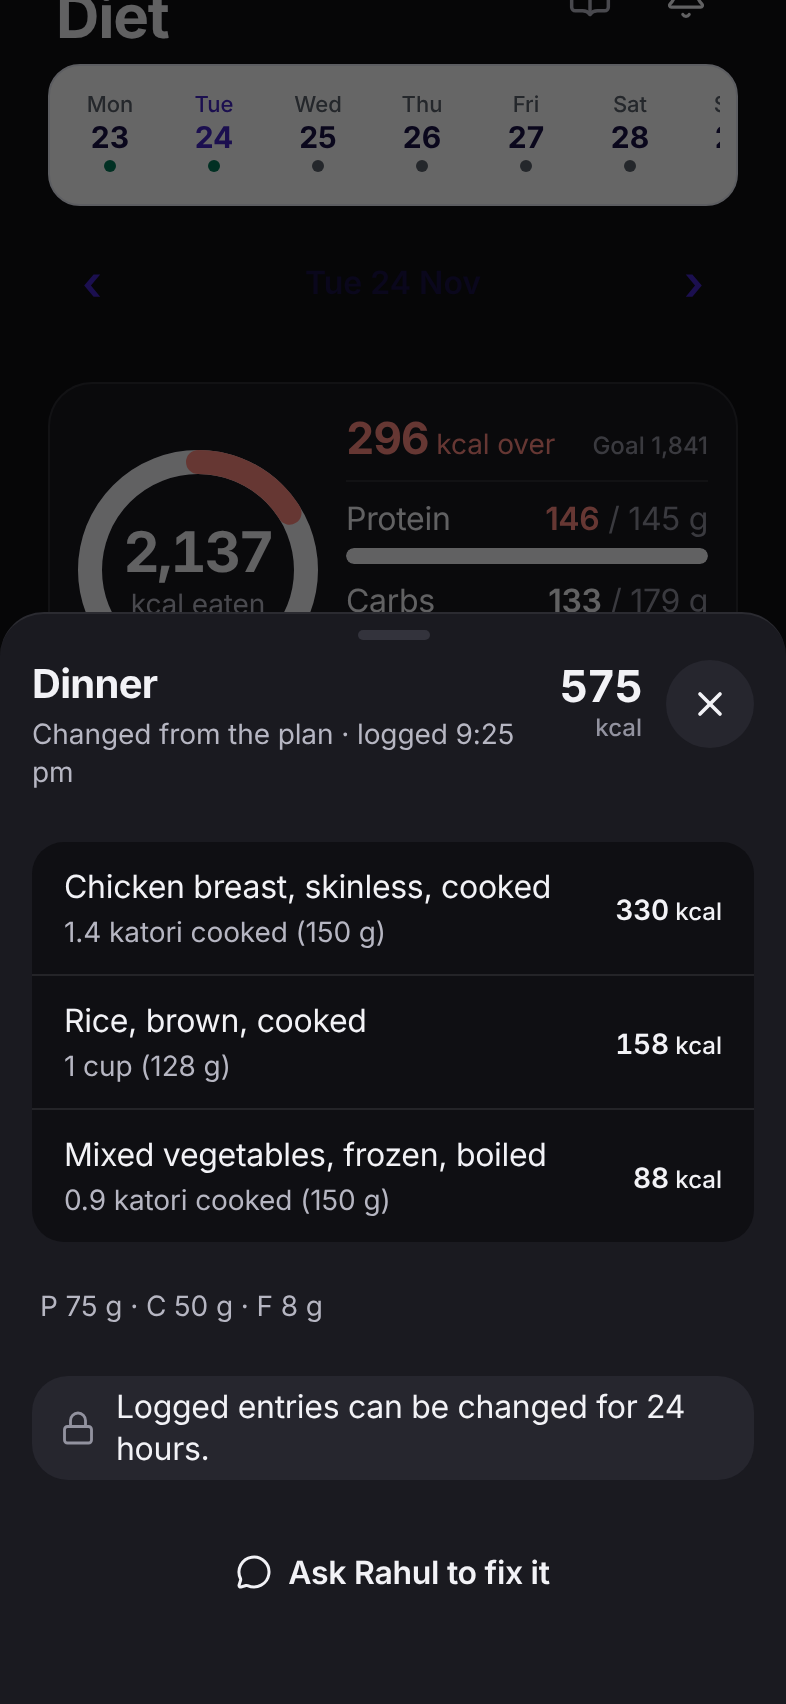 Diet
Mon Tue Wed Thu Fri Sat
23 24 25 26 27 28
‹ Tue 24 Nov ›
296 kcal over Goal 1,841
Protein 146 / 145 g
2,137
kcal eaten
Carbs 133 / 179 g
Dinner
575
kcal
Changed from the plan · logged 9:25
pm
Chicken breast, skinless, cooked
1.4 katori cooked (150 g)
330 kcal
Rice, brown, cooked
1 cup (128 g)
158 kcal
Mixed vegetables, frozen, boiled
0.9 katori cooked (150 g)
88 kcal
P 75 g · C 50 g · F 8 g
Logged entries can be changed for 24
hours.
Ask Rahul to fix it